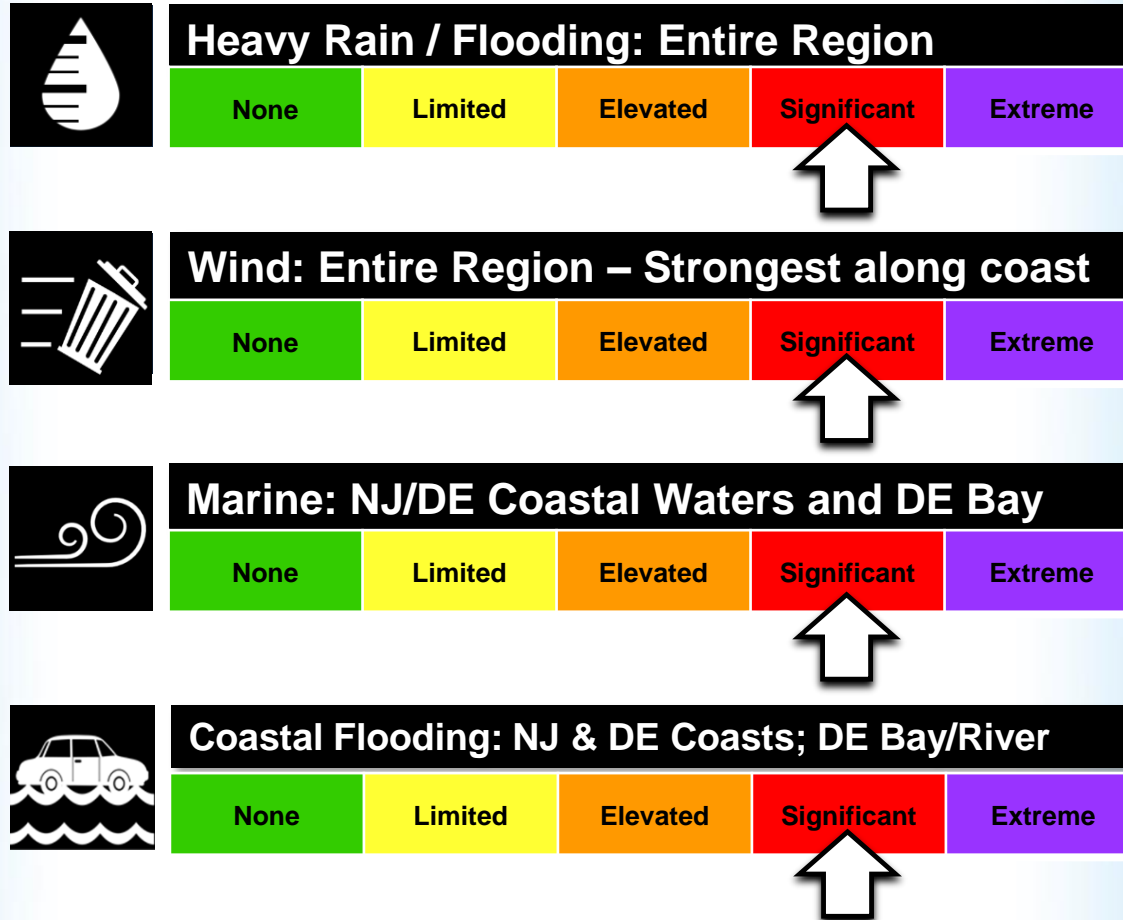 Heavy Rain / Flooding: Entire Region
None Limited Elevated Significant Extreme
Wind: Entire Region – Strongest along coast
None Limited Elevated Significant Extreme
Marine: NJ/DE Coastal Waters and DE Bay
None Limited Elevated Significant Extreme
Coastal Flooding: NJ & DE Coasts; DE Bay/River
None Limited Elevated Significant Extreme